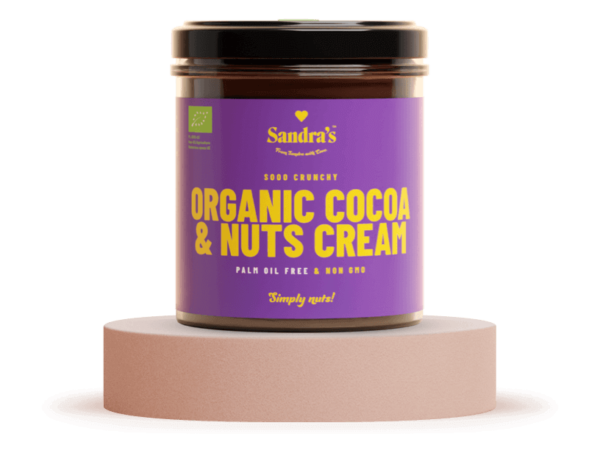 Sandra's
SOOO CRUNCHY
ORGANIC COCOA
& NUTS CREAM
PALM OIL FREE & NON GMO
Simply nuts!